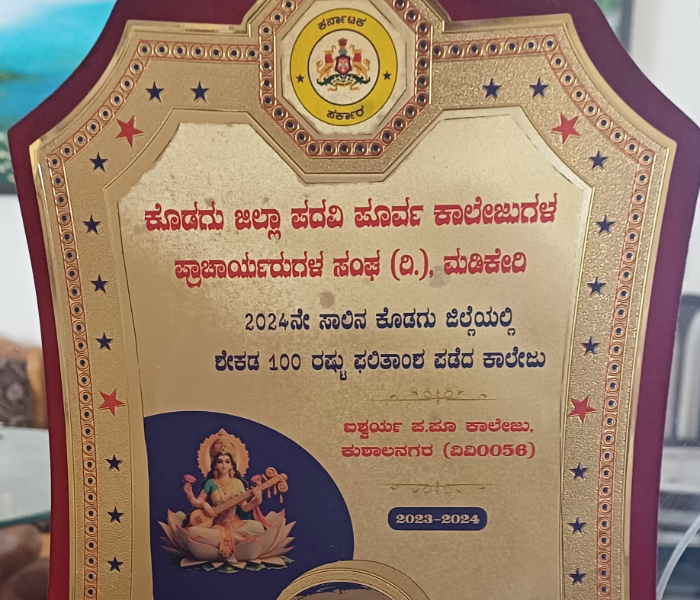 ಕರ್ನಾಟಕ
ಸರ್ಕಾರ
ಕೊಡಗು ಜಿಲ್ಲಾ ಪದವಿ ಪೂರ್ವ ಕಾಲೇಜುಗಳ
ಪ್ರಾಚಾರ್ಯರುಗಳ ಸಂಘ (ರಿ.), ಮಡಿಕೇರಿ
2024ನೇ ಸಾಲಿನ ಕೊಡಗು ಜಿಲ್ಲೆಯಲ್ಲಿ
ಶೇಕಡ 100 ರಷ್ಟು ಫಲಿತಾಂಶ ಪಡೆದ ಕಾಲೇಜು
ಐಶ್ವರ್ಯ ಪ.ಪೂ ಕಾಲೇಜು,
ಕುಶಾಲನಗರ (ವಿವಿ0056)
2023-2024